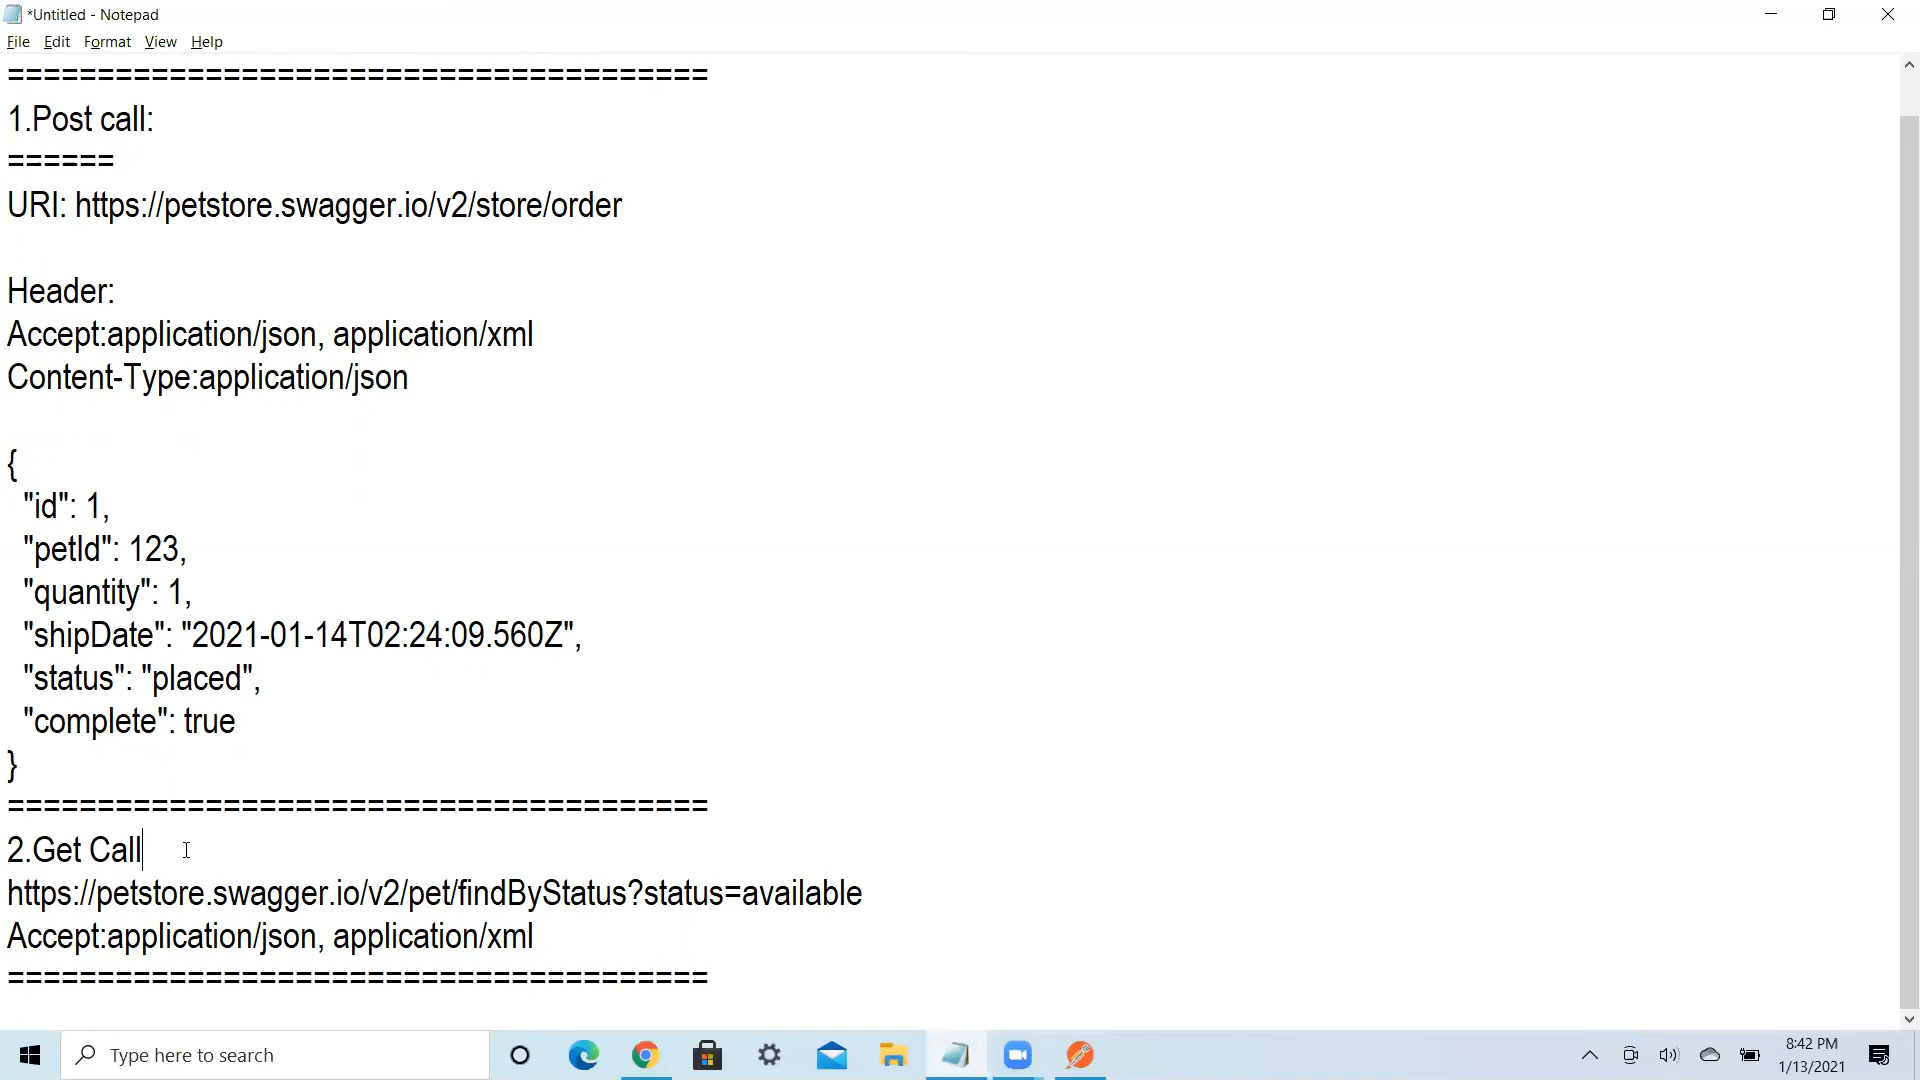 *Untitled - Notepad
File Edit Format View Help
=======================================
1.Post call:
======
URI: https://petstore.swagger.io/v2/store/order
Header:
Accept:application/json, application/xml
Content-Type:application/json
{
"id": 1,
"petId": 123,
"quantity": 1,
"shipDate": "2021-01-14T02:24:09.560Z",
"status": "placed",
"complete": true
}
=======================================
2.Get Call
https://petstore.swagger.io/v2/pet/findByStatus?status=available
Accept:application/json, application/xml
=======================================
Type here to search
8:42 PM
1/13/2021